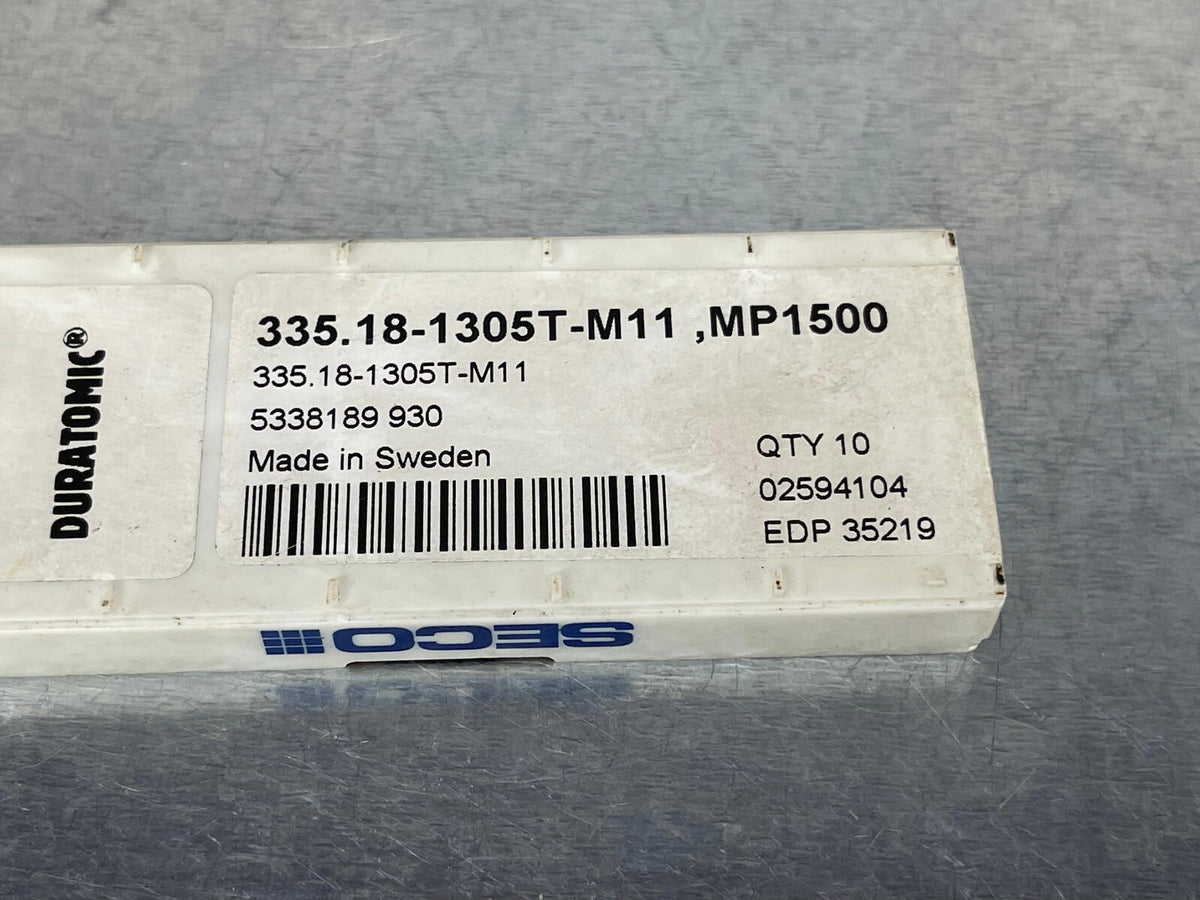 DURATOMIC®
335.18-1305T-M11 ,MP1500
335.18-1305T-M11
5338189 930
Made in Sweden
QTY 10
02594104
EDP 35219
SECO